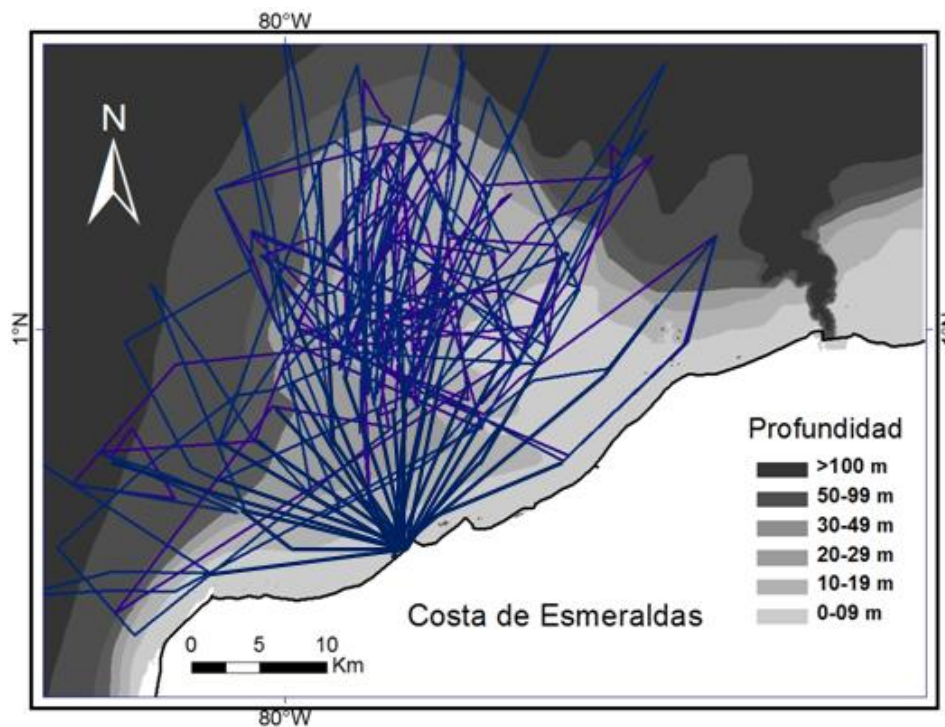 80°W
N
1°N
1°N
Profundidad
>100 m
50-99 m
30-49 m
20-29 m
10-19 m
0-09 m
Costa de Esmeraldas
0 5 10
Km
80°W